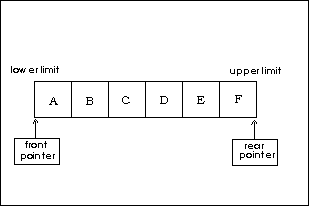 lower limit
upper limit
A B C D E F
front
pointer
rear
pointer